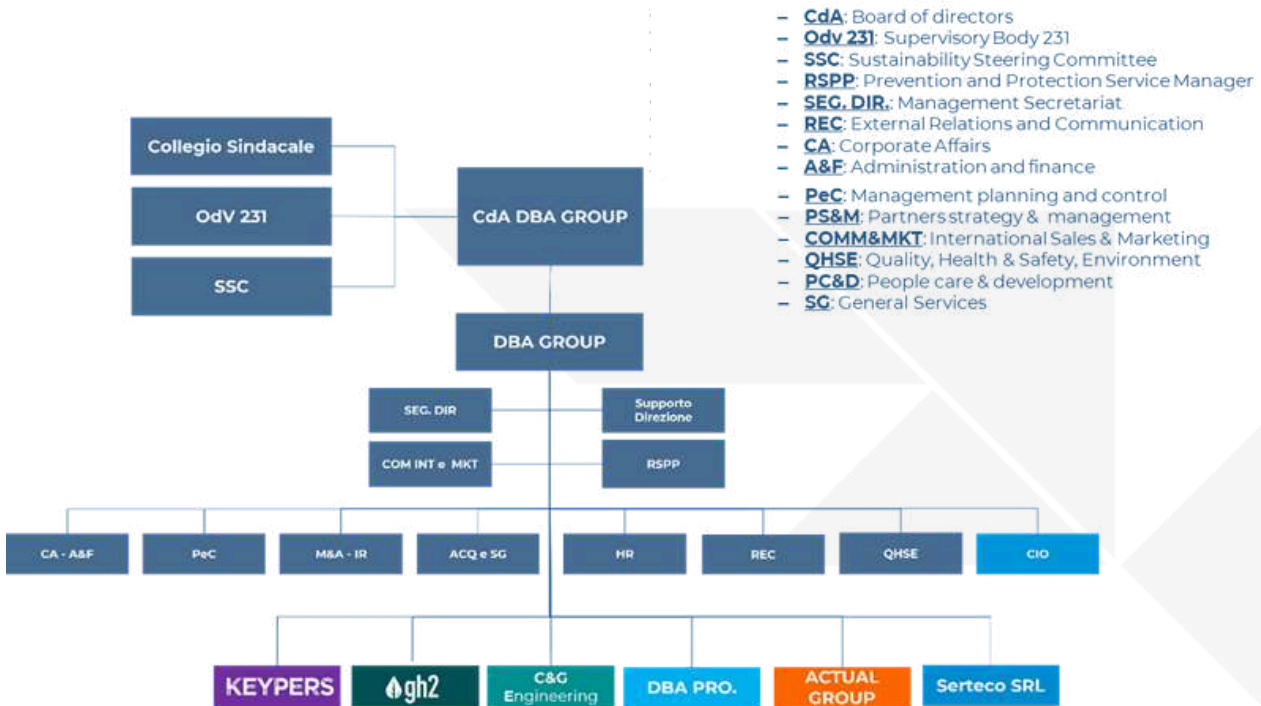 – CdA: Board of directors
– Odv 231: Supervisory Body 231
– SSC: Sustainability Steering Committee
– RSPP: Prevention and Protection Service Manager
– SEG. DIR.: Management Secretariat
– REC: External Relations and Communication
– CA: Corporate Affairs
– A&F: Administration and finance
– PeC: Management planning and control
– PS&M: Partners strategy & management
– COMM&MKT: International Sales & Marketing
– QHSE: Quality, Health & Safety, Environment
– PC&D: People care & development
– SG: General Services
Collegio Sindacale
OdV 231
SSC
CdA DBA GROUP
DBA GROUP
SEG. DIR
Supporto
Direzione
COM INT e MKT
RSPP
CA - A&F
PeC
M&A - IR
ACQ e SG
HR
REC
QHSE
CIO
KEYPERS
gh2
C&G
Engineering
DBA PRO.
ACTUAL
GROUP
Serteco SRL